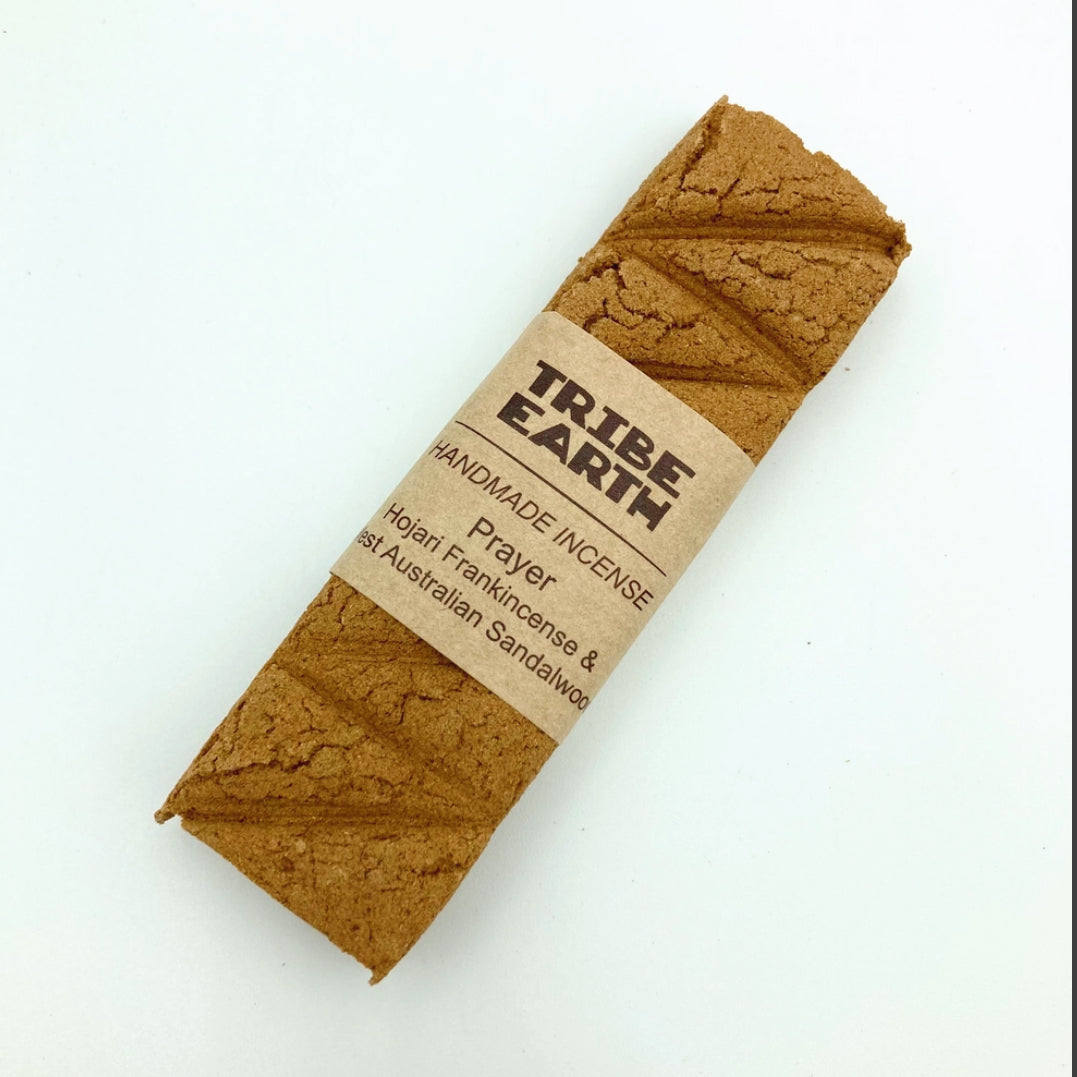 TRIBE
EARTH
HANDMADE INCENSE
Prayer
Hojari Frankincense &
est Australian Sandalwoo